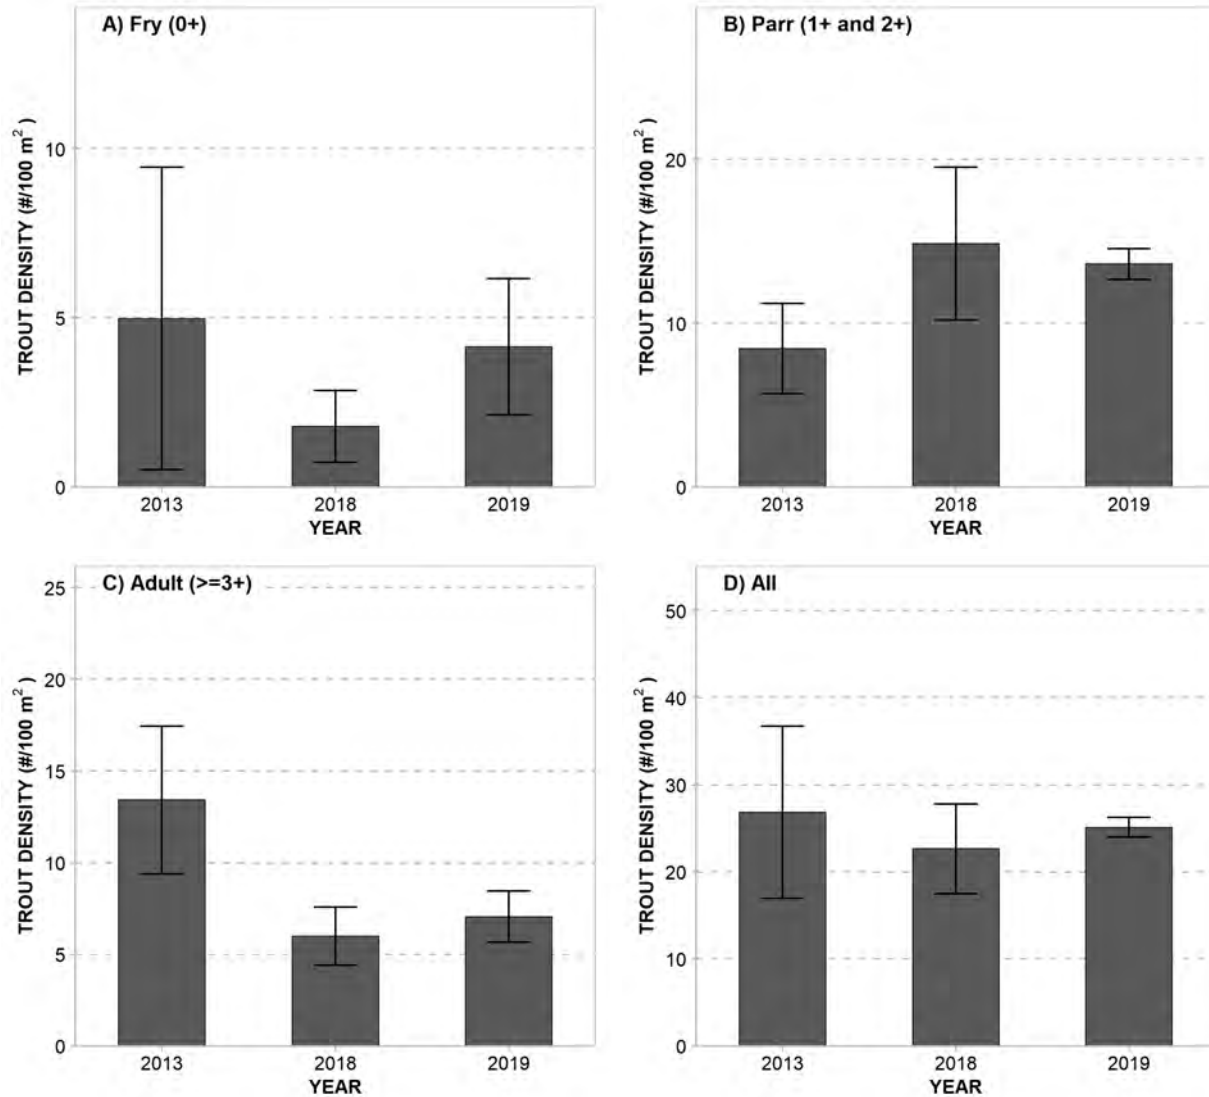 A) Fry (0+)
TROUT DENSITY (#/100 m²)
10
5
0
2013 2018 2019
YEAR
B) Parr (1+ and 2+)
TROUT DENSITY (#/100 m²)
20
10
0
2013 2018 2019
YEAR
C) Adult (>=3+)
TROUT DENSITY (#/100 m²)
25
20
15
10
5
0
2013 2018 2019
YEAR
D) All
TROUT DENSITY (#/100 m²)
50
40
30
20
10
0
2013 2018 2019
YEAR